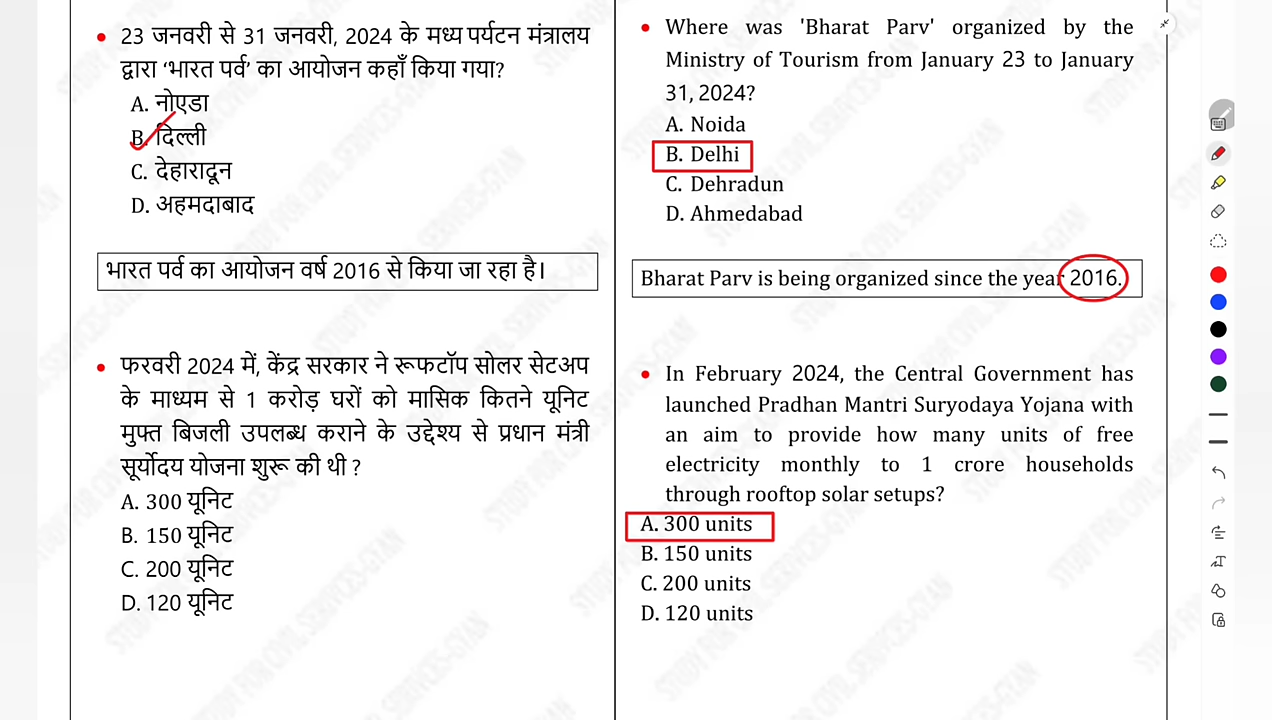 23 जनवरी से 31 जनवरी, 2024 के मध्य पर्यटन मंत्रालय
द्वारा ‘भारत पर्व’ का आयोजन कहाँ किया गया?
A. नोएडा
B. दिल्ली
C. देहारादून
D. अहमदाबाद
भारत पर्व का आयोजन वर्ष 2016 से किया जा रहा है।
फरवरी 2024 में, केंद्र सरकार ने रूफटॉप सोलर सेटअप
के माध्यम से 1 करोड़ घरों को मासिक कितने यूनिट
मुफ्त बिजली उपलब्ध कराने के उद्देश्य से प्रधान मंत्री
सूर्योदय योजना शुरू की थी ?
A. 300 यूनिट
B. 150 यूनिट
C. 200 यूनिट
D. 120 यूनिट
Where was 'Bharat Parv' organized by the
Ministry of Tourism from January 23 to January
31, 2024?
A. Noida
B. Delhi
C. Dehradun
D. Ahmedabad
Bharat Parv is being organized since the year 2016.
In February 2024, the Central Government has
launched Pradhan Mantri Suryodaya Yojana with
an aim to provide how many units of free
electricity monthly to 1 crore households
through rooftop solar setups?
A. 300 units
B. 150 units
C. 200 units
D. 120 units
STUDY FOR CIVIL SERVICES-GYAN